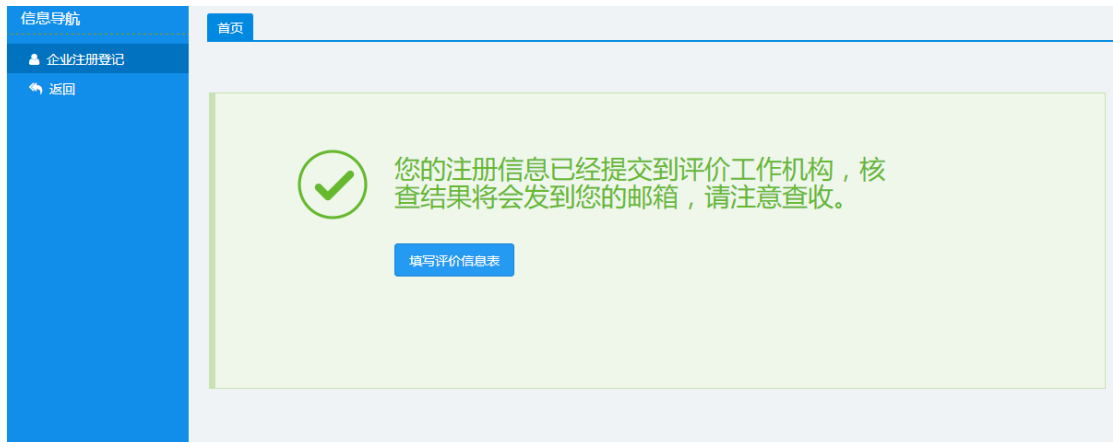 信息导航
首页
企业注册登记
返回
您的注册信息已经提交到评价工作机构，核
查结果将会发到您的邮箱，请注意查收。
填写评价信息表